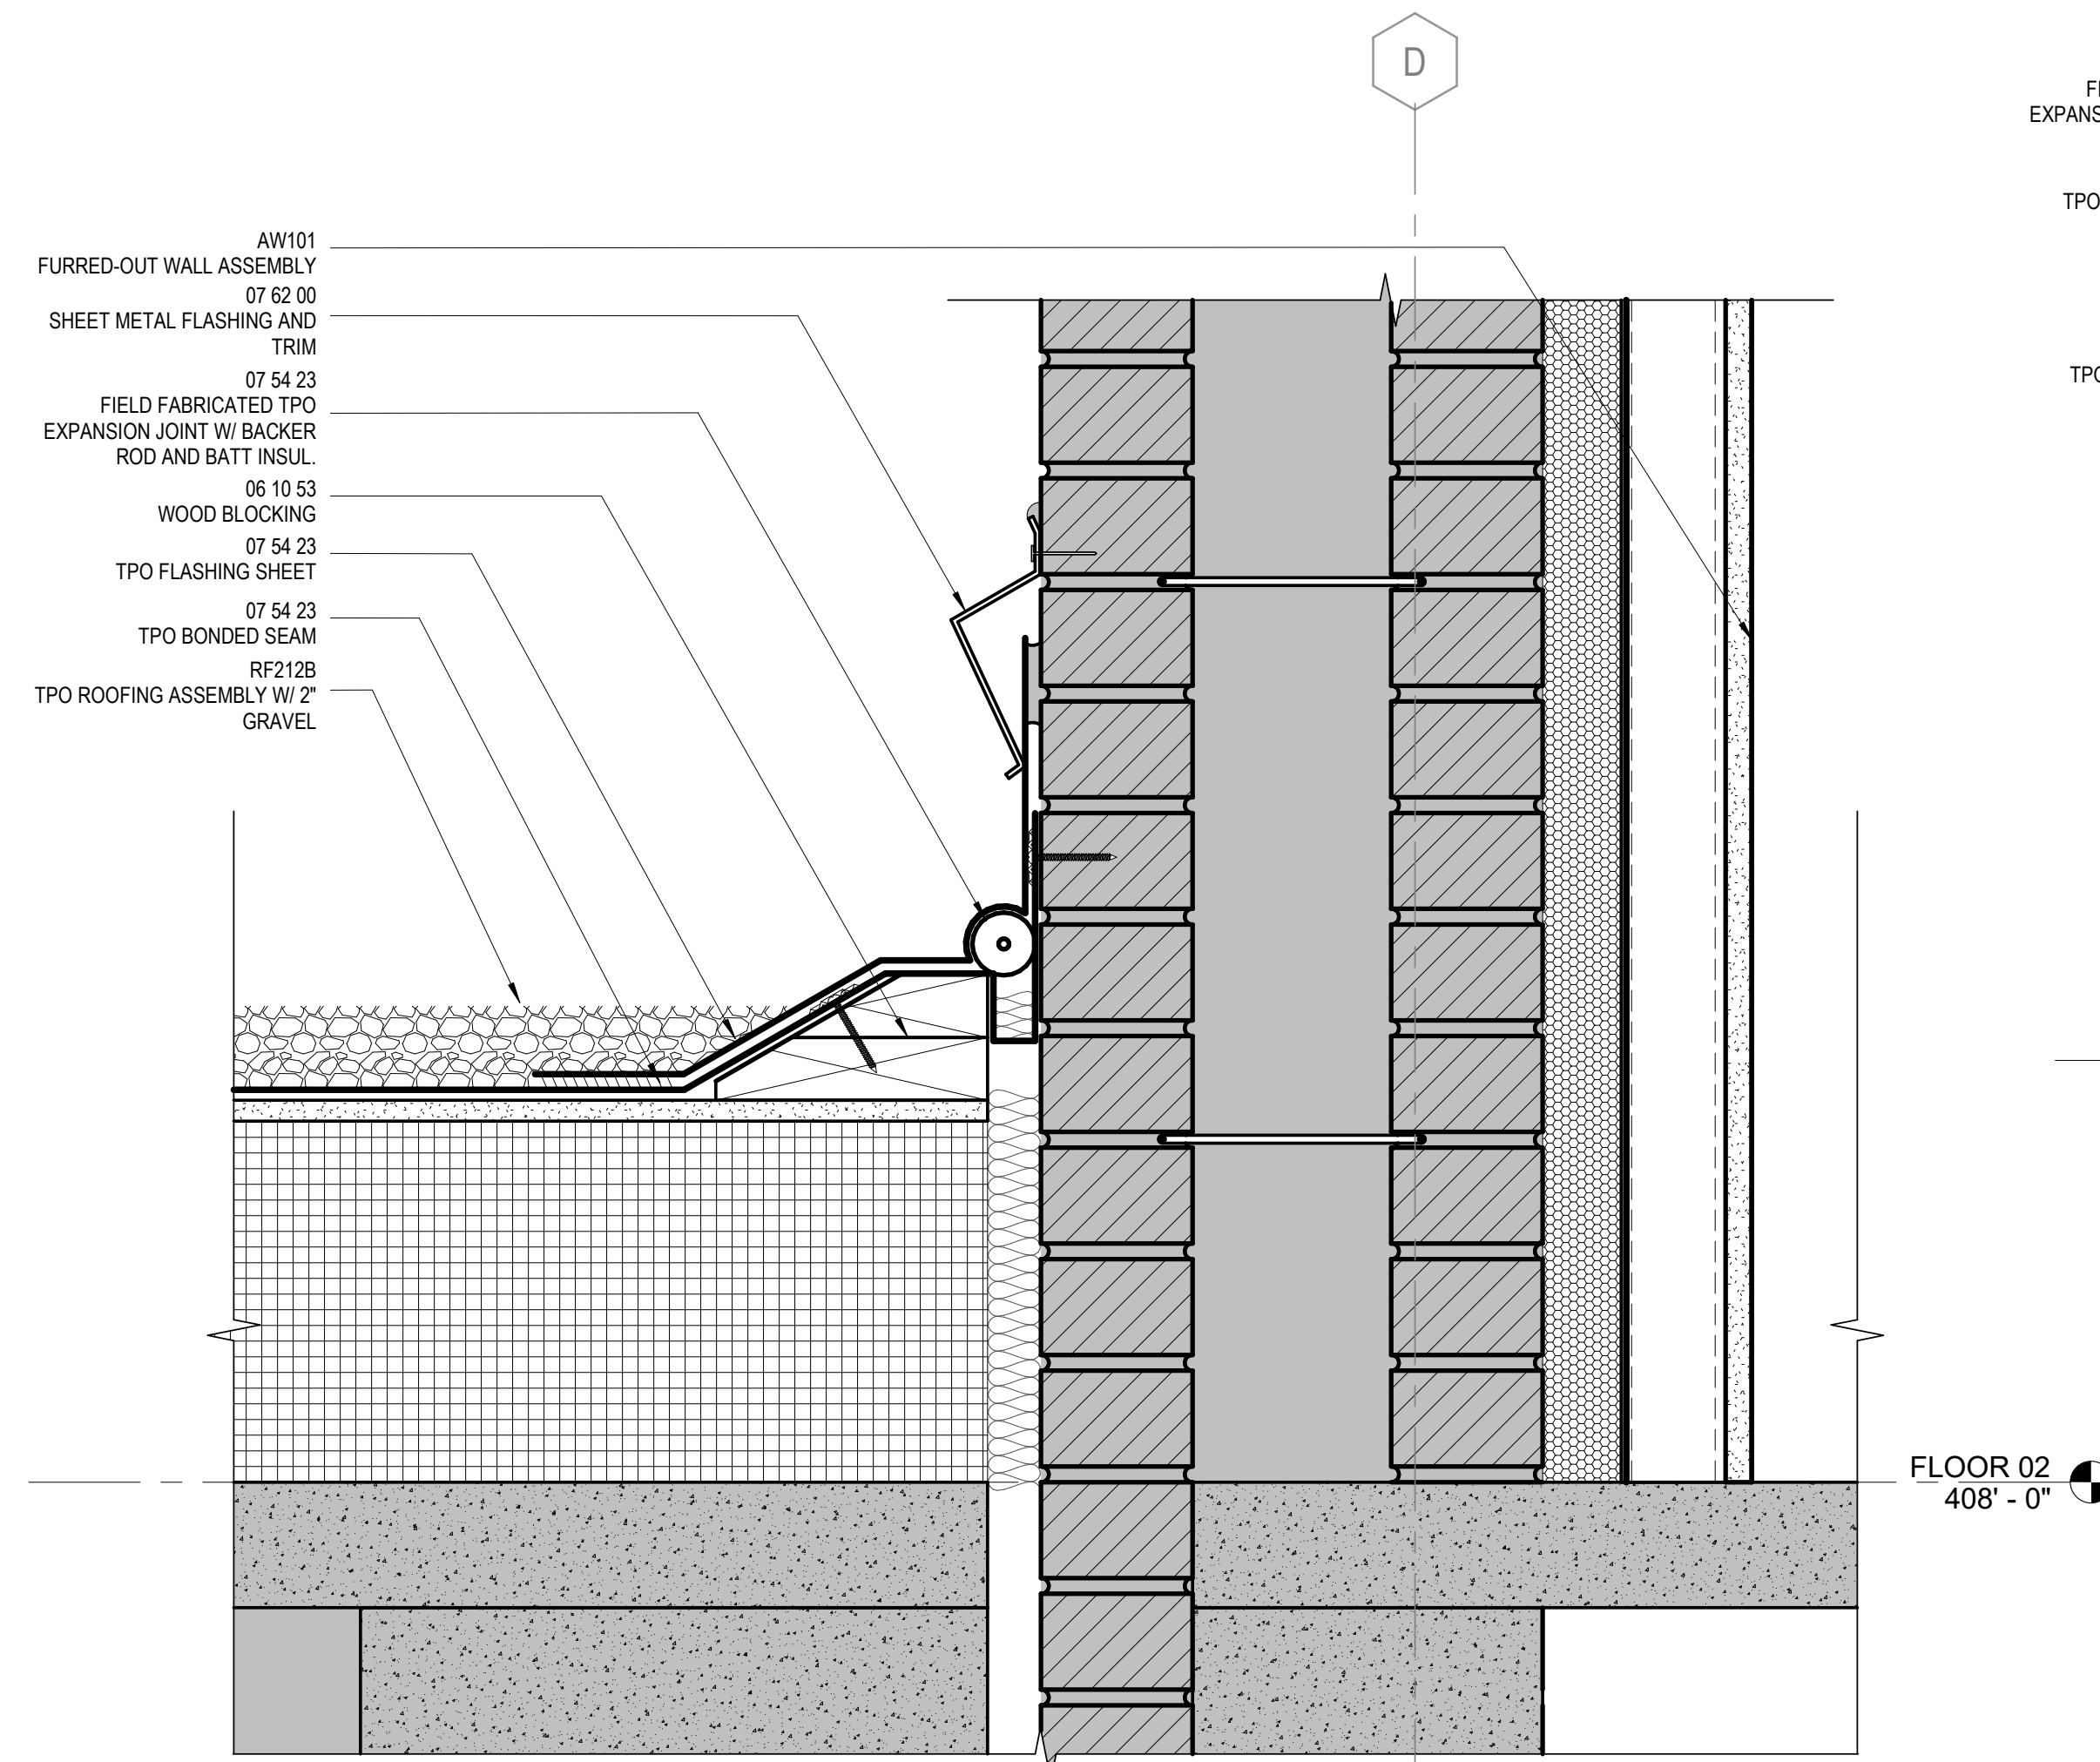 D
AW101
FURRED-OUT WALL ASSEMBLY
07 62 00
SHEET METAL FLASHING AND
TRIM
07 54 23
FIELD FABRICATED TPO
EXPANSION JOINT W/ BACKER
ROD AND BATT INSUL.
06 10 53
WOOD BLOCKING
07 54 23
TPO FLASHING SHEET
07 54 23
TPO BONDED SEAM
RF212B
TPO ROOFING ASSEMBLY W/ 2"
GRAVEL
TPO
FLOOR 02
408' - 0"